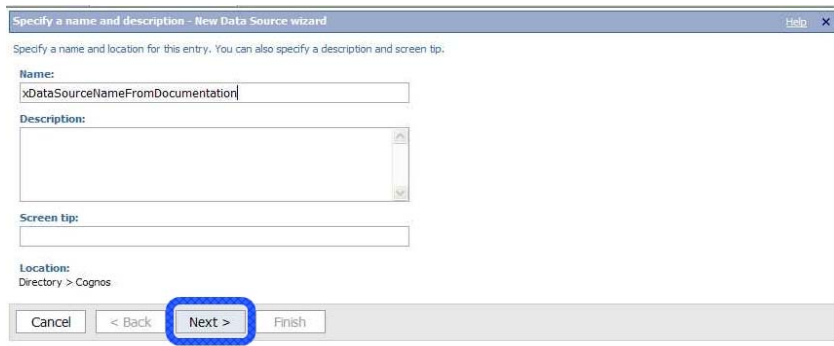 Specify a name and description - New Data Source wizard Help X
Specify a name and location for this entry. You can also specify a description and screen tip.
Name:
xDataSourceNameFromDocumentation
Description:
Screen tip:
Location:
Directory > Cognos
Cancel < Back Next > Finish